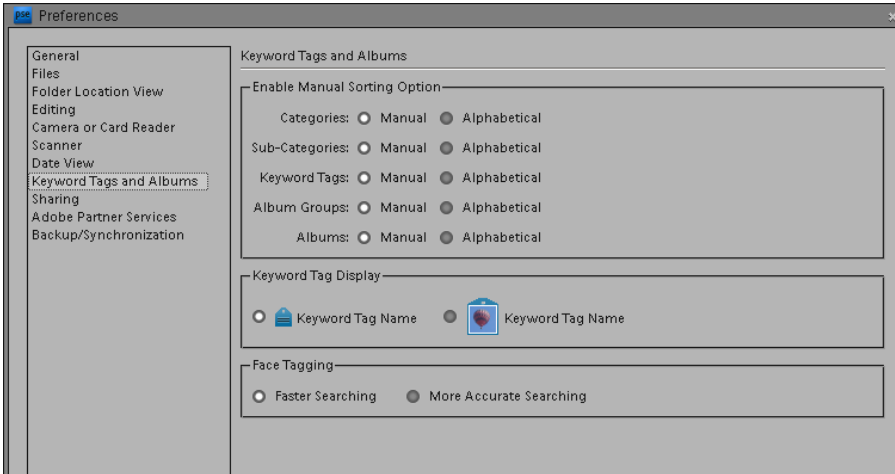 pse Preferences
General
Files
Folder Location View
Editing
Camera or Card Reader
Scanner
Date View
Keyword Tags and Albums
Sharing
Adobe Partner Services
Backup/Synchronization
Keyword Tags and Albums
Enable Manual Sorting Option
Categories: Manual Alphabetical
Sub-Categories: Manual Alphabetical
Keyword Tags: Manual Alphabetical
Album Groups: Manual Alphabetical
Albums: Manual Alphabetical
Keyword Tag Display
Keyword Tag Name Keyword Tag Name
Face Tagging
Faster Searching More Accurate Searching